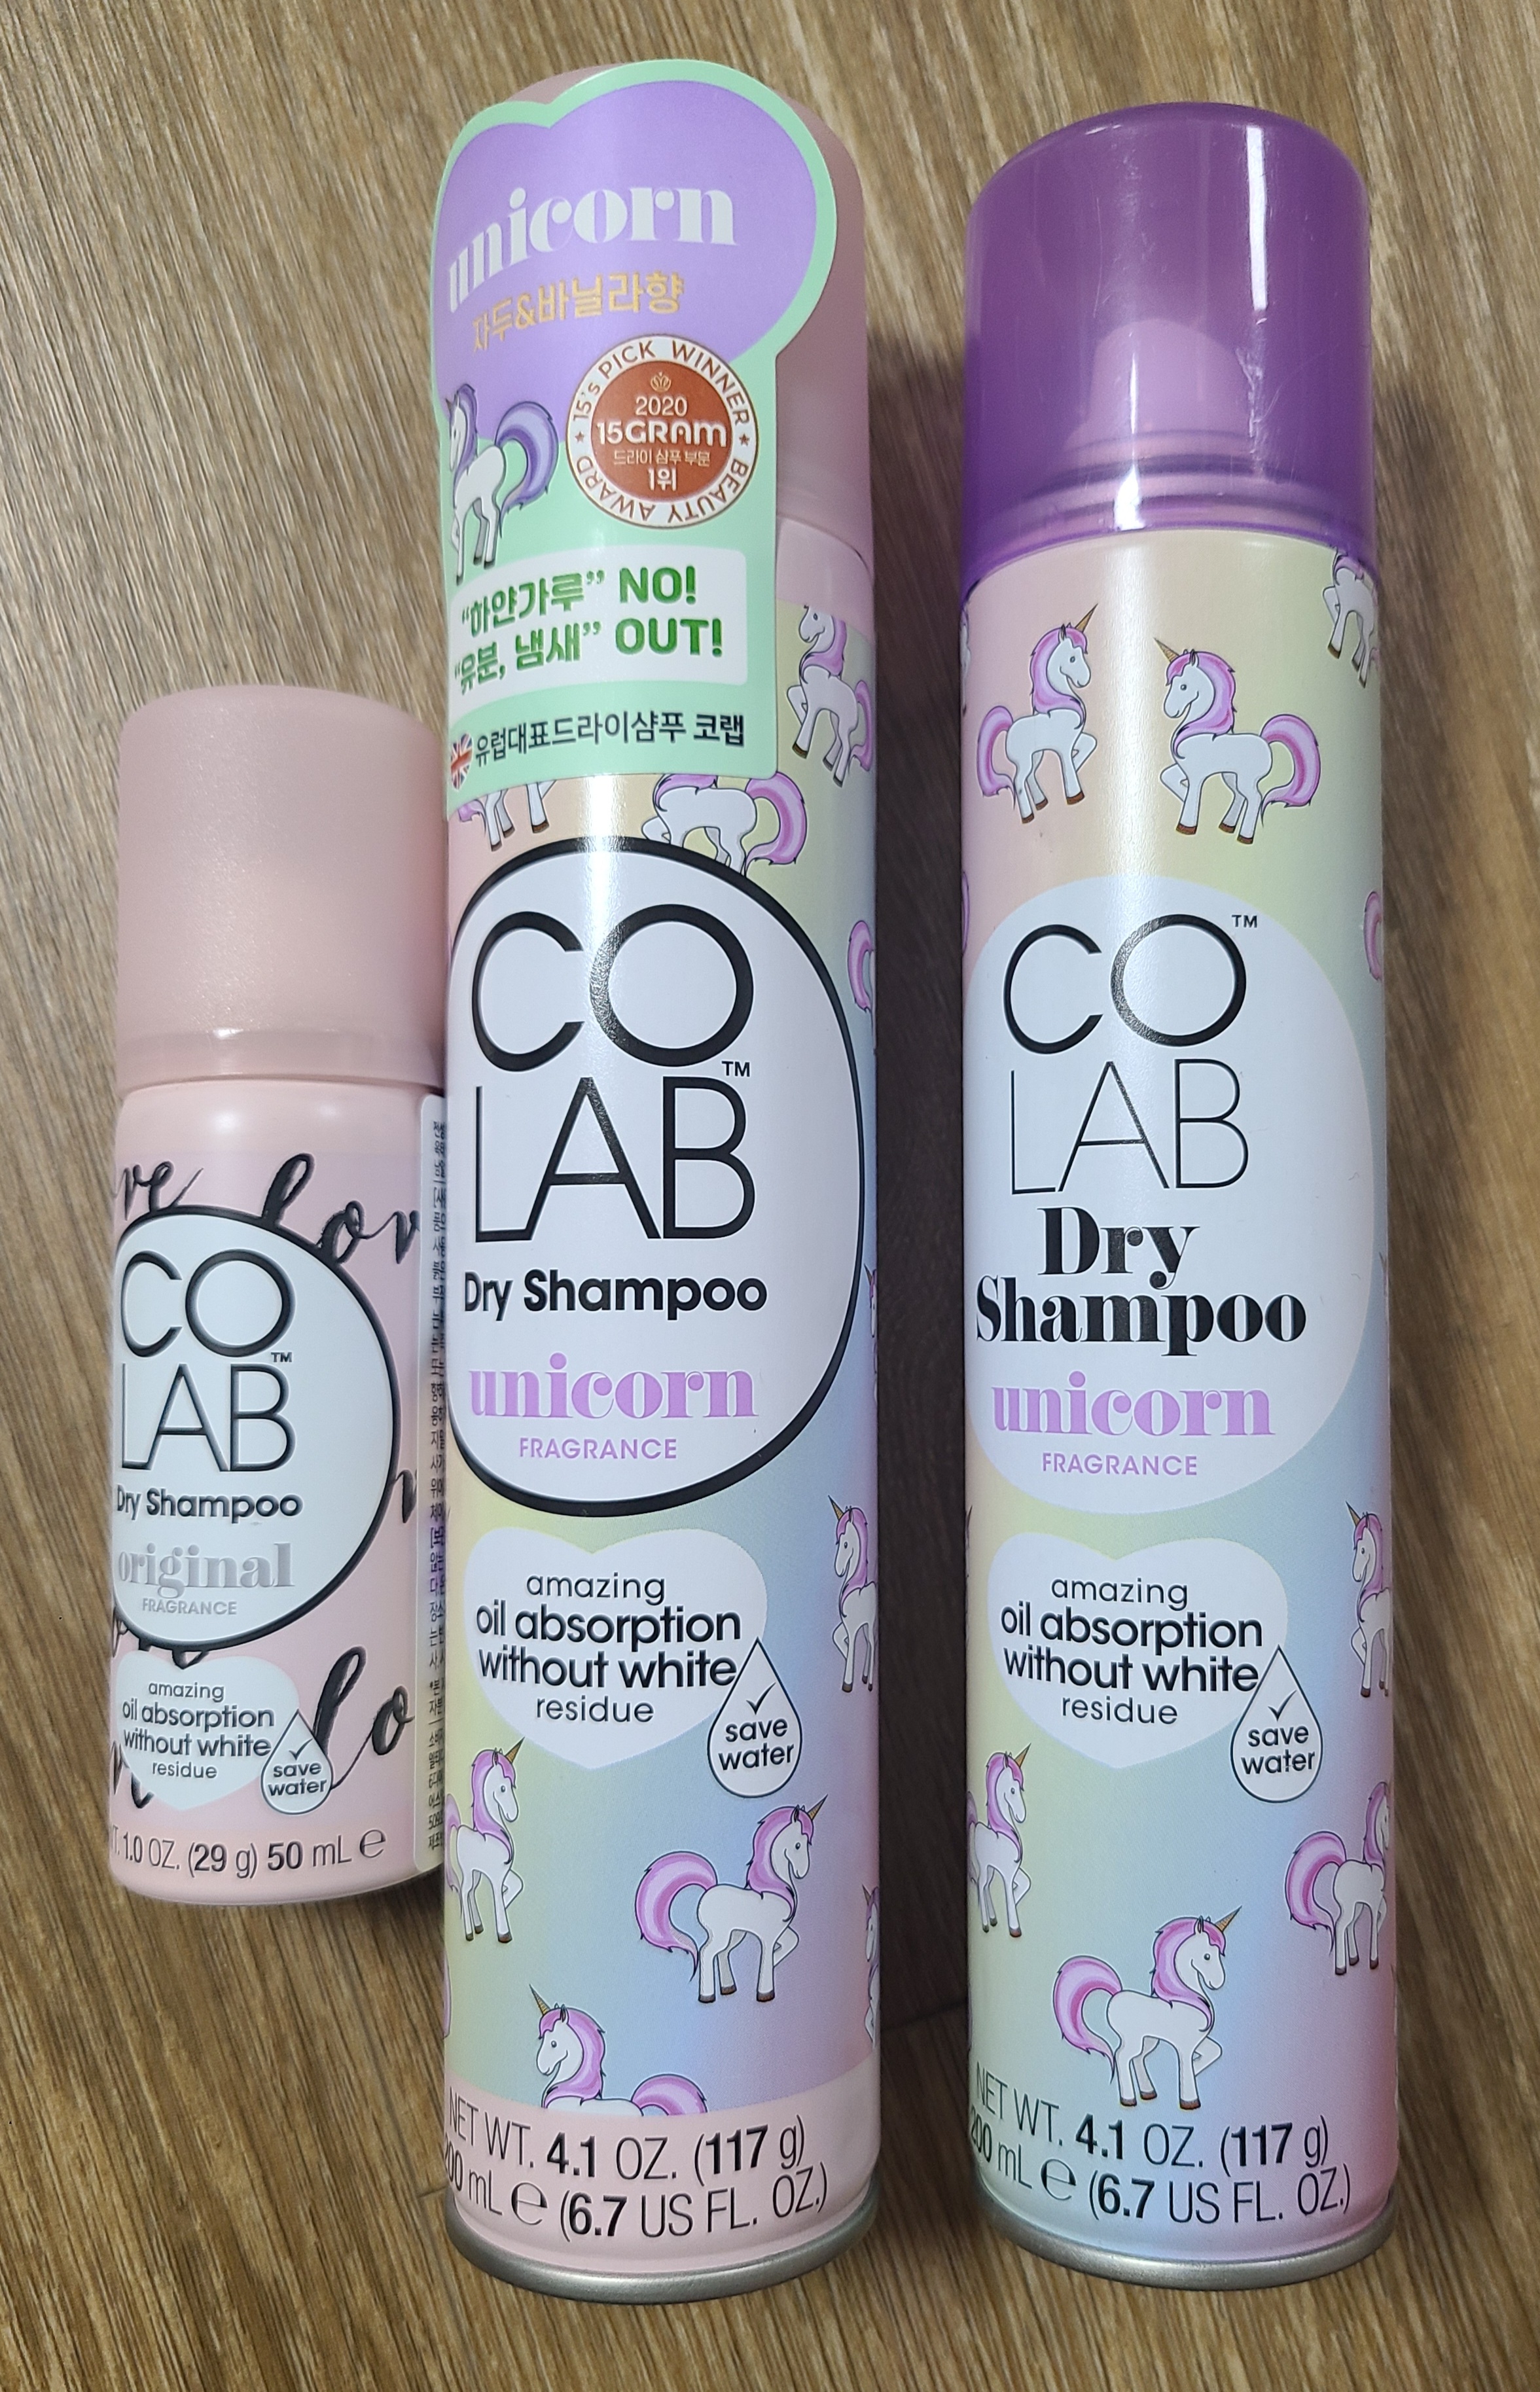 love
CO
LAB
TM
Dry Shampoo
original
FRAGRANCE
amazing
oil absorption
without white
residue
save
water
1.0 OZ. (29 g) 50 mL e
unicorn
자두&바닐라향
15's PICK WINNER
2020
15GRAM
드라이 샴푸 부문
1위
BEAUTY AWARD
“하얀가루” NO!
“유분, 냄새” OUT!
유럽대표드라이샴푸 코랩
CO
LAB
TM
Dry Shampoo
unicorn
FRAGRANCE
amazing
oil absorption
without white
residue
save
water
NET WT. 4.1 OZ. (117 g)
mL e (6.7 US FL. OZ.)
CO
TM
LAB
Dry
Shampoo
unicorn
FRAGRANCE
amazing
oil absorption
without white
residue
save
water
NET WT. 4.1 OZ. (117 g)
200 mL e (6.7 US FL. OZ.)